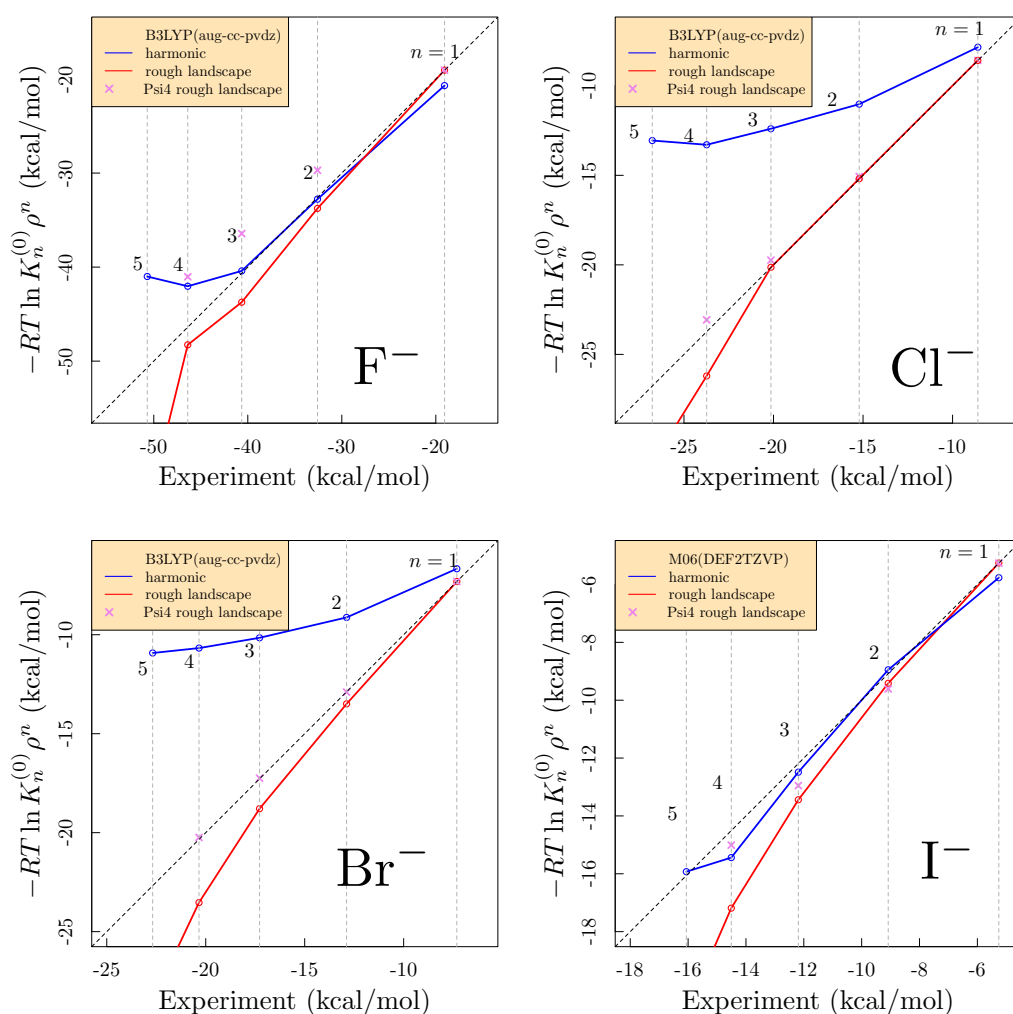 B3LYP(aug-cc-pvdz)
harmonic
rough landscape
Psi4 rough landscape
n = 1
2
3
4
5
F⁻
-20
-30
-40
-50
-50
-40
-30
-20
−RT ln K_n^{(0)} ρ^n (kcal/mol)
Experiment (kcal/mol)
B3LYP(aug-cc-pvdz)
harmonic
rough landscape
Psi4 rough landscape
n = 1
2
3
4
5
Cl⁻
-10
-15
-20
-25
-25
-20
-15
-10
−RT ln K_n^{(0)} ρ^n (kcal/mol)
Experiment (kcal/mol)
B3LYP(aug-cc-pvdz)
harmonic
rough landscape
Psi4 rough landscape
n = 1
2
3
4
5
Br⁻
-10
-15
-20
-25
-25
-20
-15
-10
−RT ln K_n^{(0)} ρ^n (kcal/mol)
Experiment (kcal/mol)
M06(DEF2TZVP)
harmonic
rough landscape
Psi4 rough landscape
n = 1
2
3
4
5
I⁻
-6
-8
-10
-12
-14
-16
-18
-18
-16
-14
-12
-10
-8
-6
−RT ln K_n^{(0)} ρ^n (kcal/mol)
Experiment (kcal/mol)